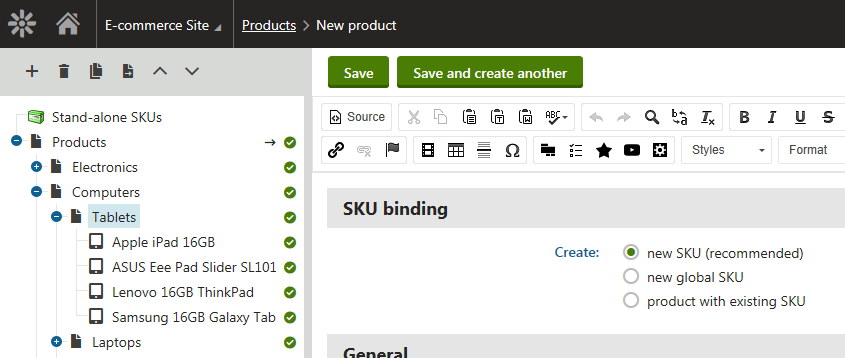 E-commerce Site
Products > New product
Save
Save and create another
Stand-alone SKUs
Products
Electronics
Computers
Tablets
Apple iPad 16GB
ASUS Eee Pad Slider SL101
Lenovo 16GB ThinkPad
Samsung 16GB Galaxy Tab
Laptops
Source
ABC
B I U S
Styles
Format
SKU binding
Create: new SKU (recommended)
new global SKU
product with existing SKU
General